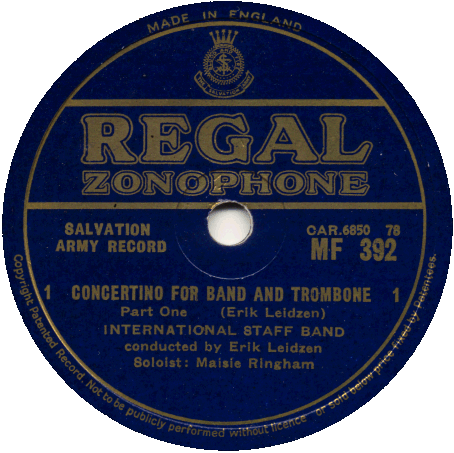 MADE IN ENGLAND
REGAL
ZONOPHONE
SALVATION
ARMY RECORD
CAR.6850 78
MF 392
1 CONCERTINO FOR BAND AND TROMBONE 1
Part One (Erik Leidzen)
INTERNATIONAL STAFF BAND
conducted by Erik Leidzen
Soloist: Maisie Ringham
Copyright Patented Record. Not to be publicly performed without licence or sold below price fixed by Patentees.